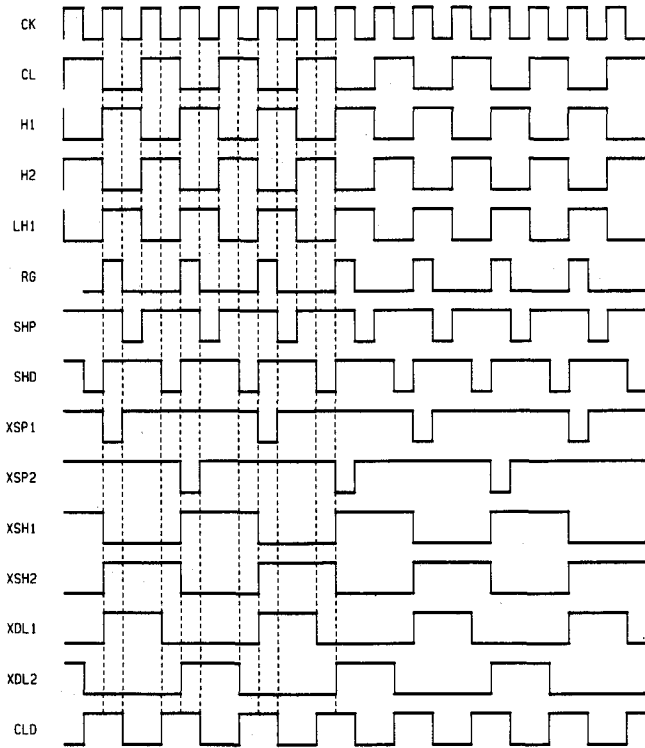 CK
CL
H1
H2
LH1
RG
SHP
SHD
XSP1
XSP2
XSH1
XSH2
XDL1
XDL2
CLD